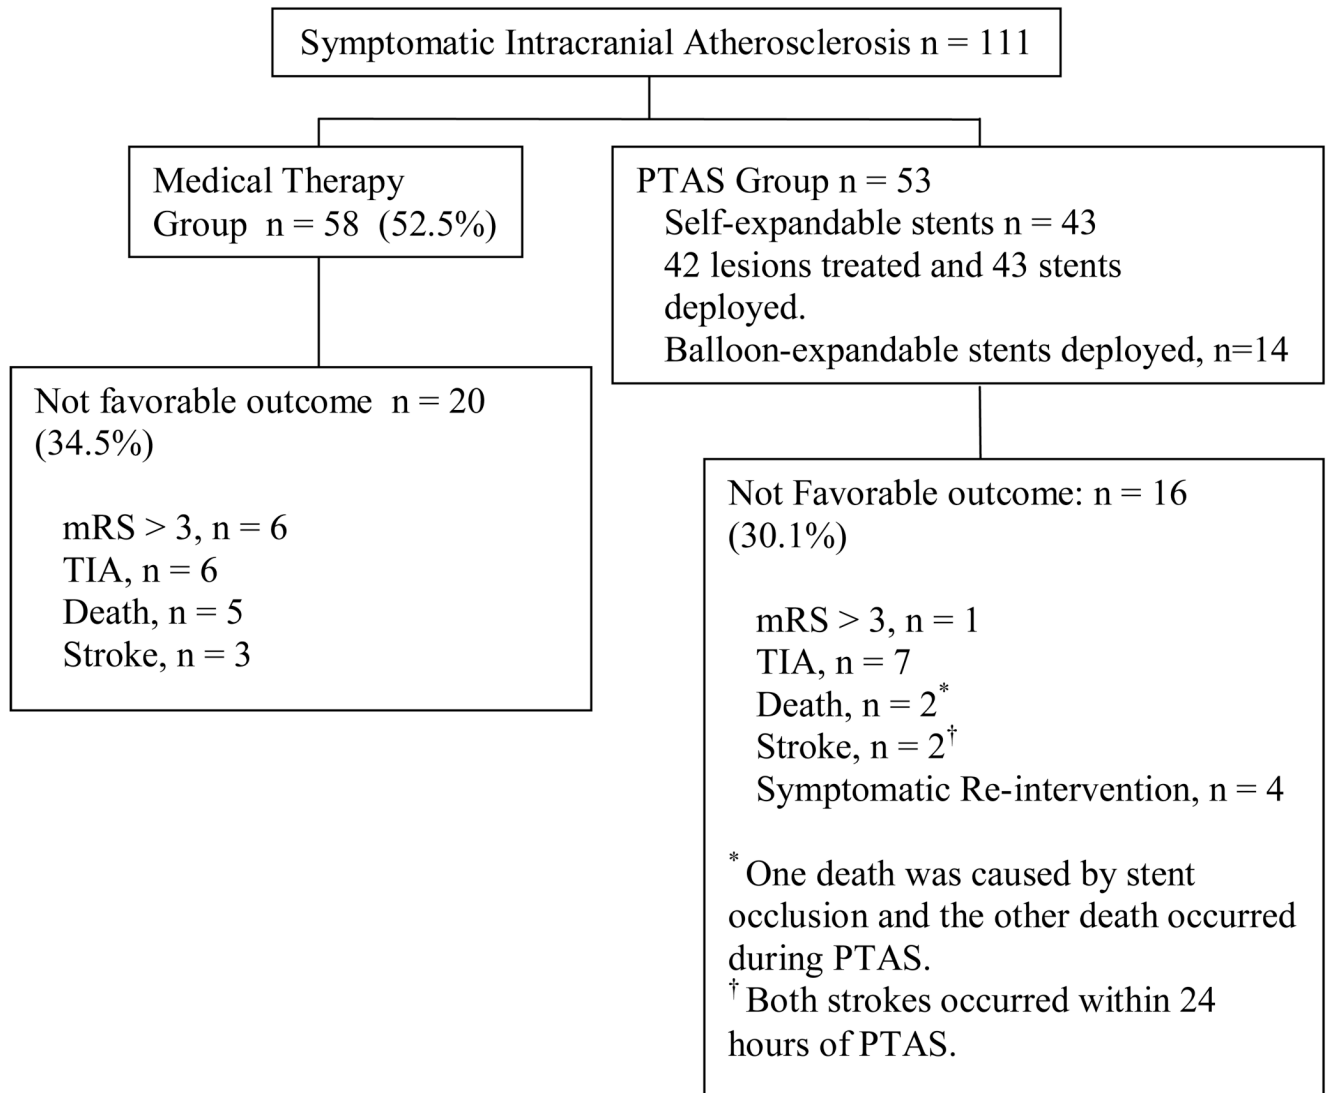 Symptomatic Intracranial Atherosclerosis n = 111
Medical Therapy
Group n = 58 (52.5%)
PTAS Group n = 53
Self-expandable stents n = 43
42 lesions treated and 43 stents
deployed.
Balloon-expandable stents deployed, n=14
Not favorable outcome n = 20
(34.5%)
mRS > 3, n = 6
TIA, n = 6
Death, n = 5
Stroke, n = 3
Not Favorable outcome: n = 16
(30.1%)
mRS > 3, n = 1
TIA, n = 7
Death, n = 2*
Stroke, n = 2†
Symptomatic Re-intervention, n = 4
* One death was caused by stent
occlusion and the other death occurred
during PTAS.
† Both strokes occurred within 24
hours of PTAS.